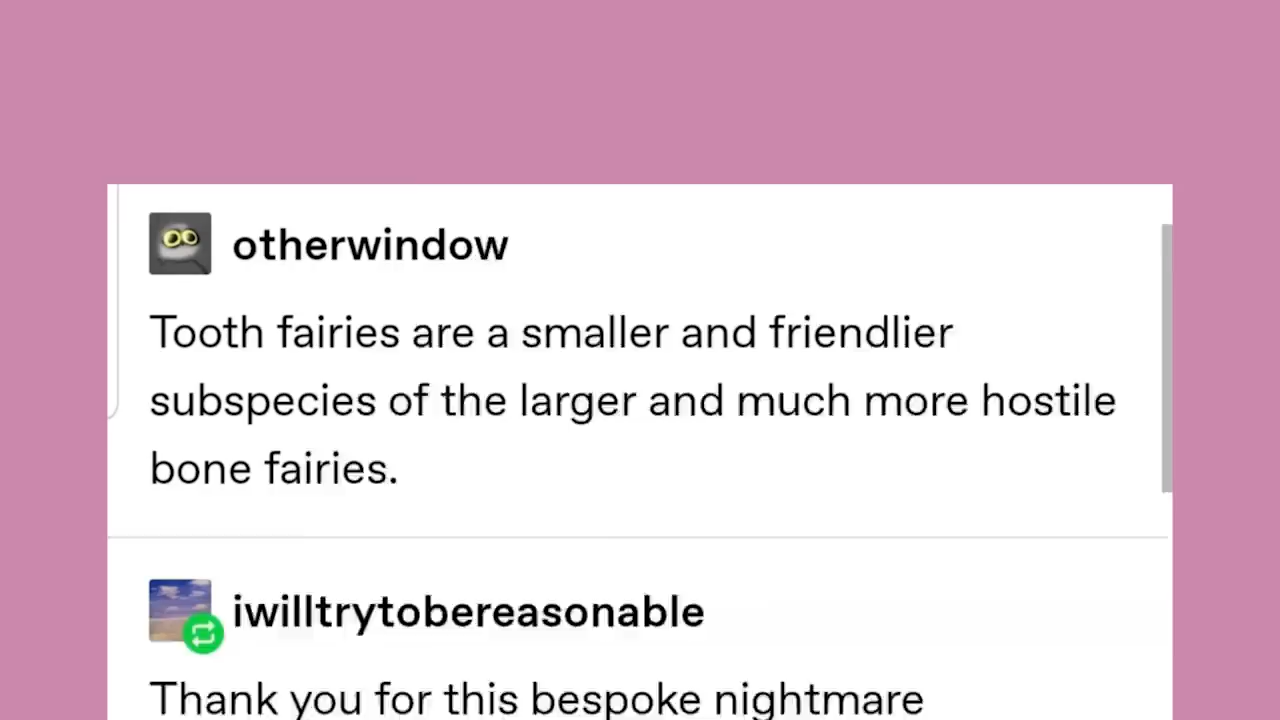 otherwindow
Tooth fairies are a smaller and friendlier
subspecies of the larger and much more hostile
bone fairies.
iwilltrytobereasonable
Thank you for this bespoke nightmare